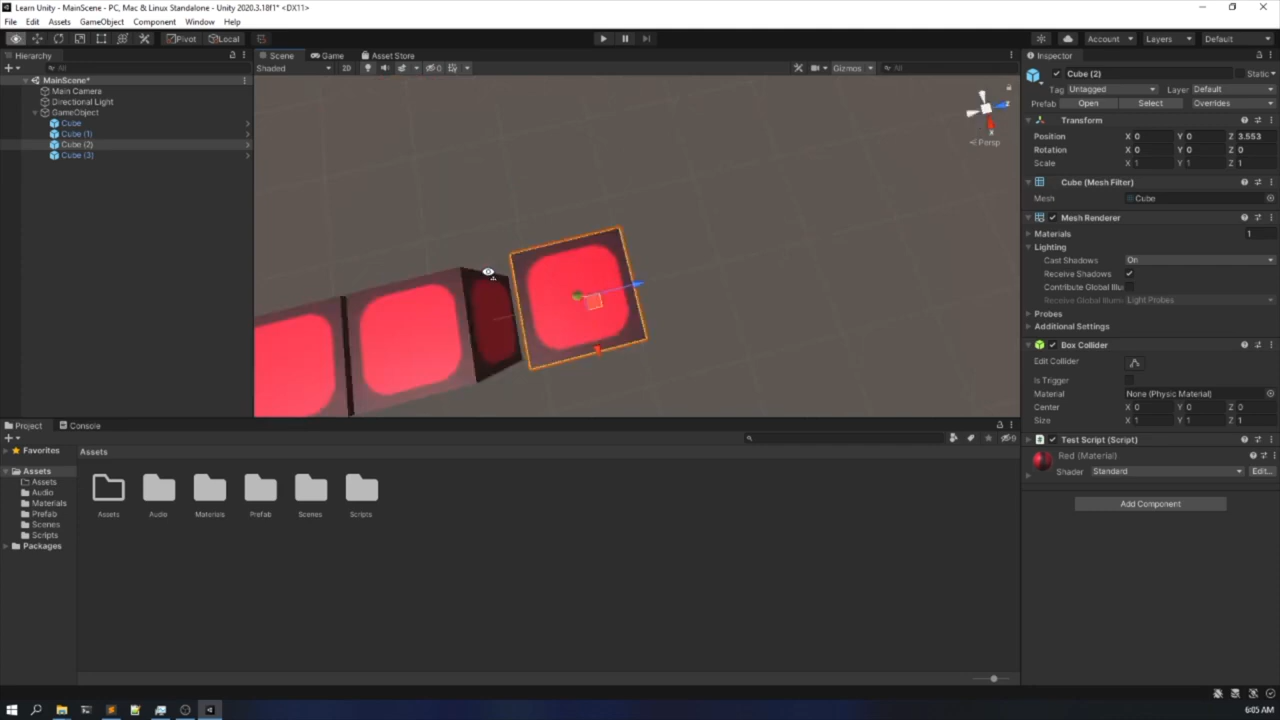 Learn Unity - MainScene - PC, Mac & Linux Standalone - Unity 2020.3.18f1* <DX11>
File Edit Assets GameObject Component Window Help
Pivot Local Account Layers Default
Hierarchy
All
MainScene*
Main Camera
Directional Light
GameObject
Cube
Cube (1)
Cube (2)
Cube (3)
Scene Game Asset Store
Shaded 2D 0 Gizmos All
x
z
< Persp
Inspector
Cube (2) Static
Tag Untagged Layer Default
Prefab Open Select Overrides
Transform
Position X 0 Y 0 Z 3.553
Rotation X 0 Y 0 Z 0
Scale X 1 Y 1 Z 1
Cube (Mesh Filter)
Mesh Cube
Mesh Renderer
Materials 1
Lighting
Cast Shadows On
Receive Shadows
Contribute Global Illu
Receive Global Illumi Light Probes
Probes
Additional Settings
Box Collider
Edit Collider
Is Trigger
Material None (Physic Material)
Center X 0 Y 0 Z 0
Size X 1 Y 1 Z 1
Test Script (Script)
Red (Material)
Shader Standard Edit...
Add Component
Project Console
Favorites
Assets
Assets
Audio
Materials
Prefab
Scenes
Scripts
Packages
Assets
Assets Audio Materials Prefab Scenes Scripts
6:05 AM